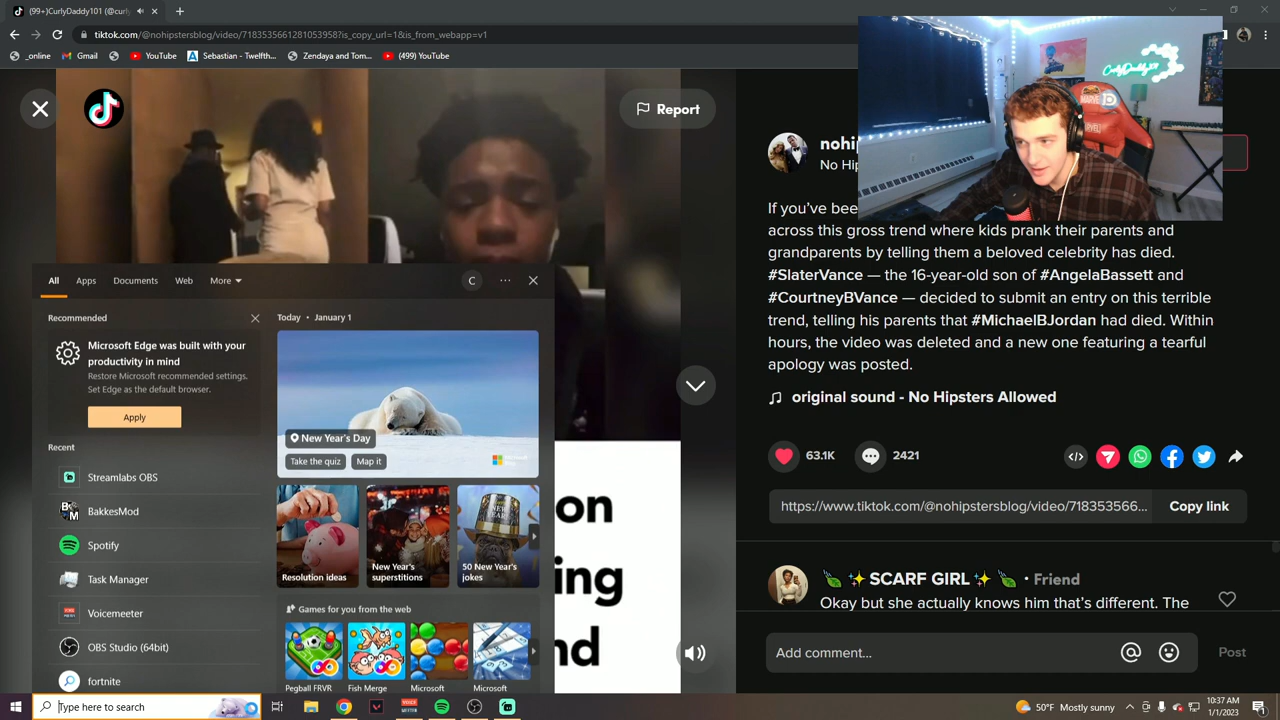 (99+)CurlyDaddy101 (@curly
tiktok.com/@nohipstersblog/video/7183535661281053958?is_copy_url=1&is_from_webapp=v1
_online
Gmail
YouTube
Sebastian - Twelfth...
Zendaya and Tom...
(499) YouTube
Report
No Hip
If you've bee
across this gross trend where kids prank their parents and
grandparents by telling them a beloved celebrity has died.
#SlaterVance — the 16-year-old son of #AngelaBassett and
#CourtneyBVance — decided to submit an entry on this terrible
trend, telling his parents that #MichaelBJordan had died. Within
hours, the video was deleted and a new one featuring a tearful
apology was posted.
original sound - No Hipsters Allowed
63.1K
2421
https://www.tiktok.com/@nohipstersblog/video/718353566...
Copy link
SCARF GIRL
· Friend
Okay but she actually knows him that's different. The
Add comment...
Post
CurlyDaddy101
MARVEL
All
Apps
Documents
Web
More
C
Recommended
Microsoft Edge was built with your
productivity in mind
Restore Microsoft recommended settings.
Set Edge as the default browser.
Apply
Recent
Streamlabs OBS
BakkesMod
Spotify
Task Manager
Voicemeeter
OBS Studio (64bit)
fortnite
Today • January 1
New Year's Day
Take the quiz
Map it
Resolution ideas
New Year's
superstitions
50 New Year's
jokes
Games for you from the web
Pegball FRVR
Fish Merge
Microsoft
Microsoft
on
ing
nd
Type here to search
50°F Mostly sunny
10:37 AM
1/1/2023